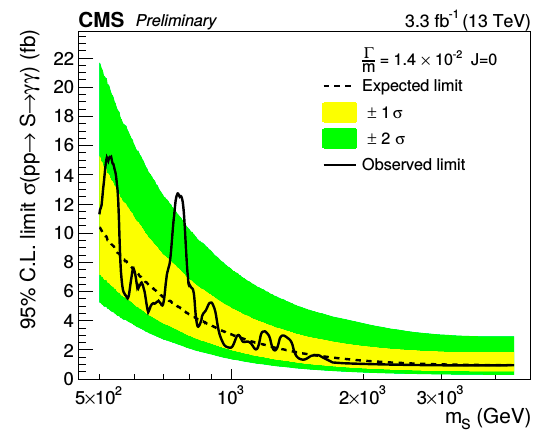 CMS Preliminary 3.3 fb⁻¹ (13 TeV)
95% C.L. limit σ(pp→ S→γγ) (fb)
Γ/m = 1.4 × 10⁻² J=0
Expected limit
± 1 σ
± 2 σ
Observed limit
22
20
18
16
14
12
10
8
6
4
2
0
5×10² 10³ 2×10³ 3×10³
m_S (GeV)